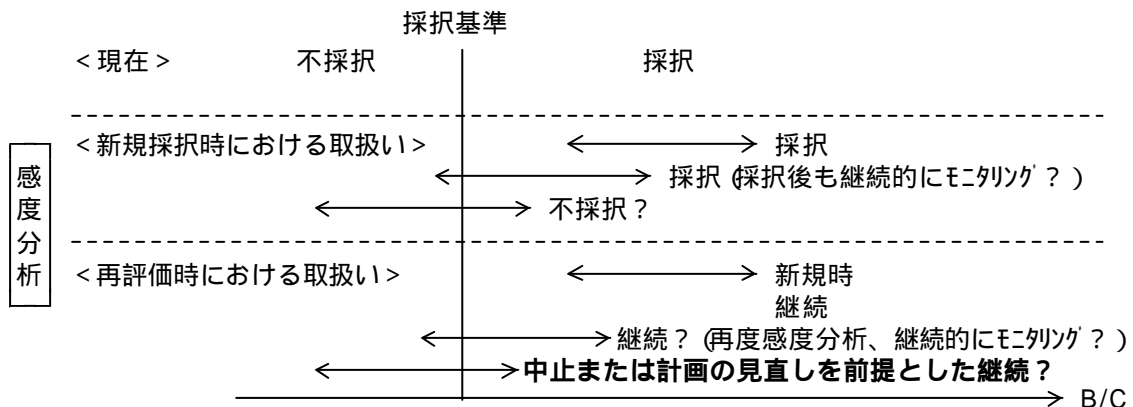 採択基準
<現在> 不採択 採択
<新規採択時における取扱い> 採択
採択(採択後も継続的にモニタリング?)
不採択?
感度分析
<再評価時における取扱い> 新規時
継続
継続?(再度感度分析、継続的にモニタリング?)
中止または計画の見直しを前提とした継続?
B/C